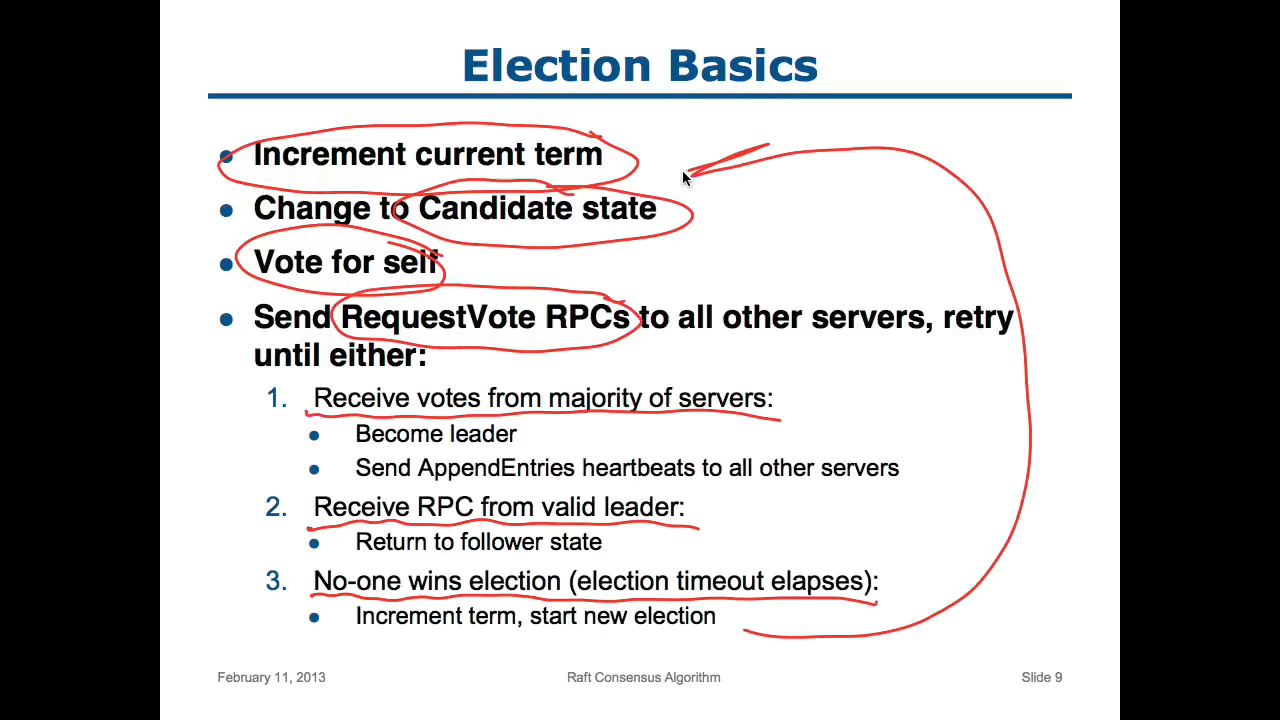 Election Basics
• Increment current term
• Change to Candidate state
• Vote for self
• Send RequestVote RPCs to all other servers, retry
until either:
1. Receive votes from majority of servers:
• Become leader
• Send AppendEntries heartbeats to all other servers
2. Receive RPC from valid leader:
• Return to follower state
3. No-one wins election (election timeout elapses):
• Increment term, start new election
February 11, 2013 Raft Consensus Algorithm Slide 9